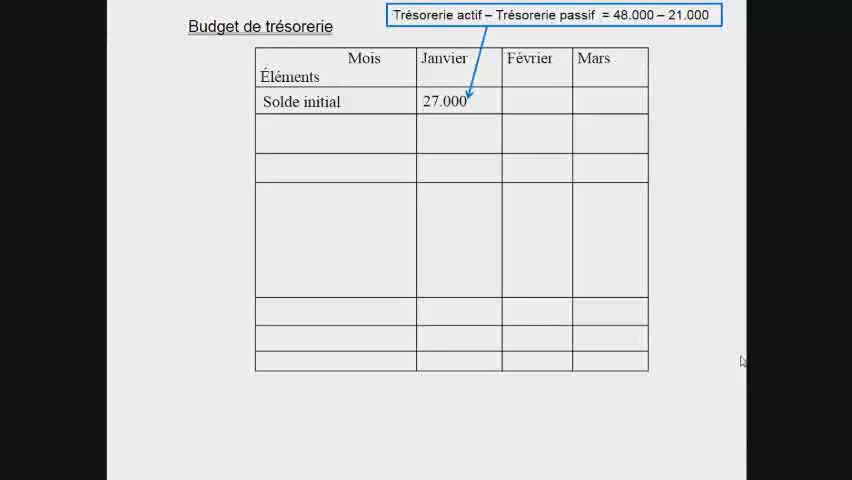 Trésorerie actif – Trésorerie passif = 48.000 – 21.000
Budget de trésorerie
Mois Janvier Février Mars
Éléments
Solde initial 27.000